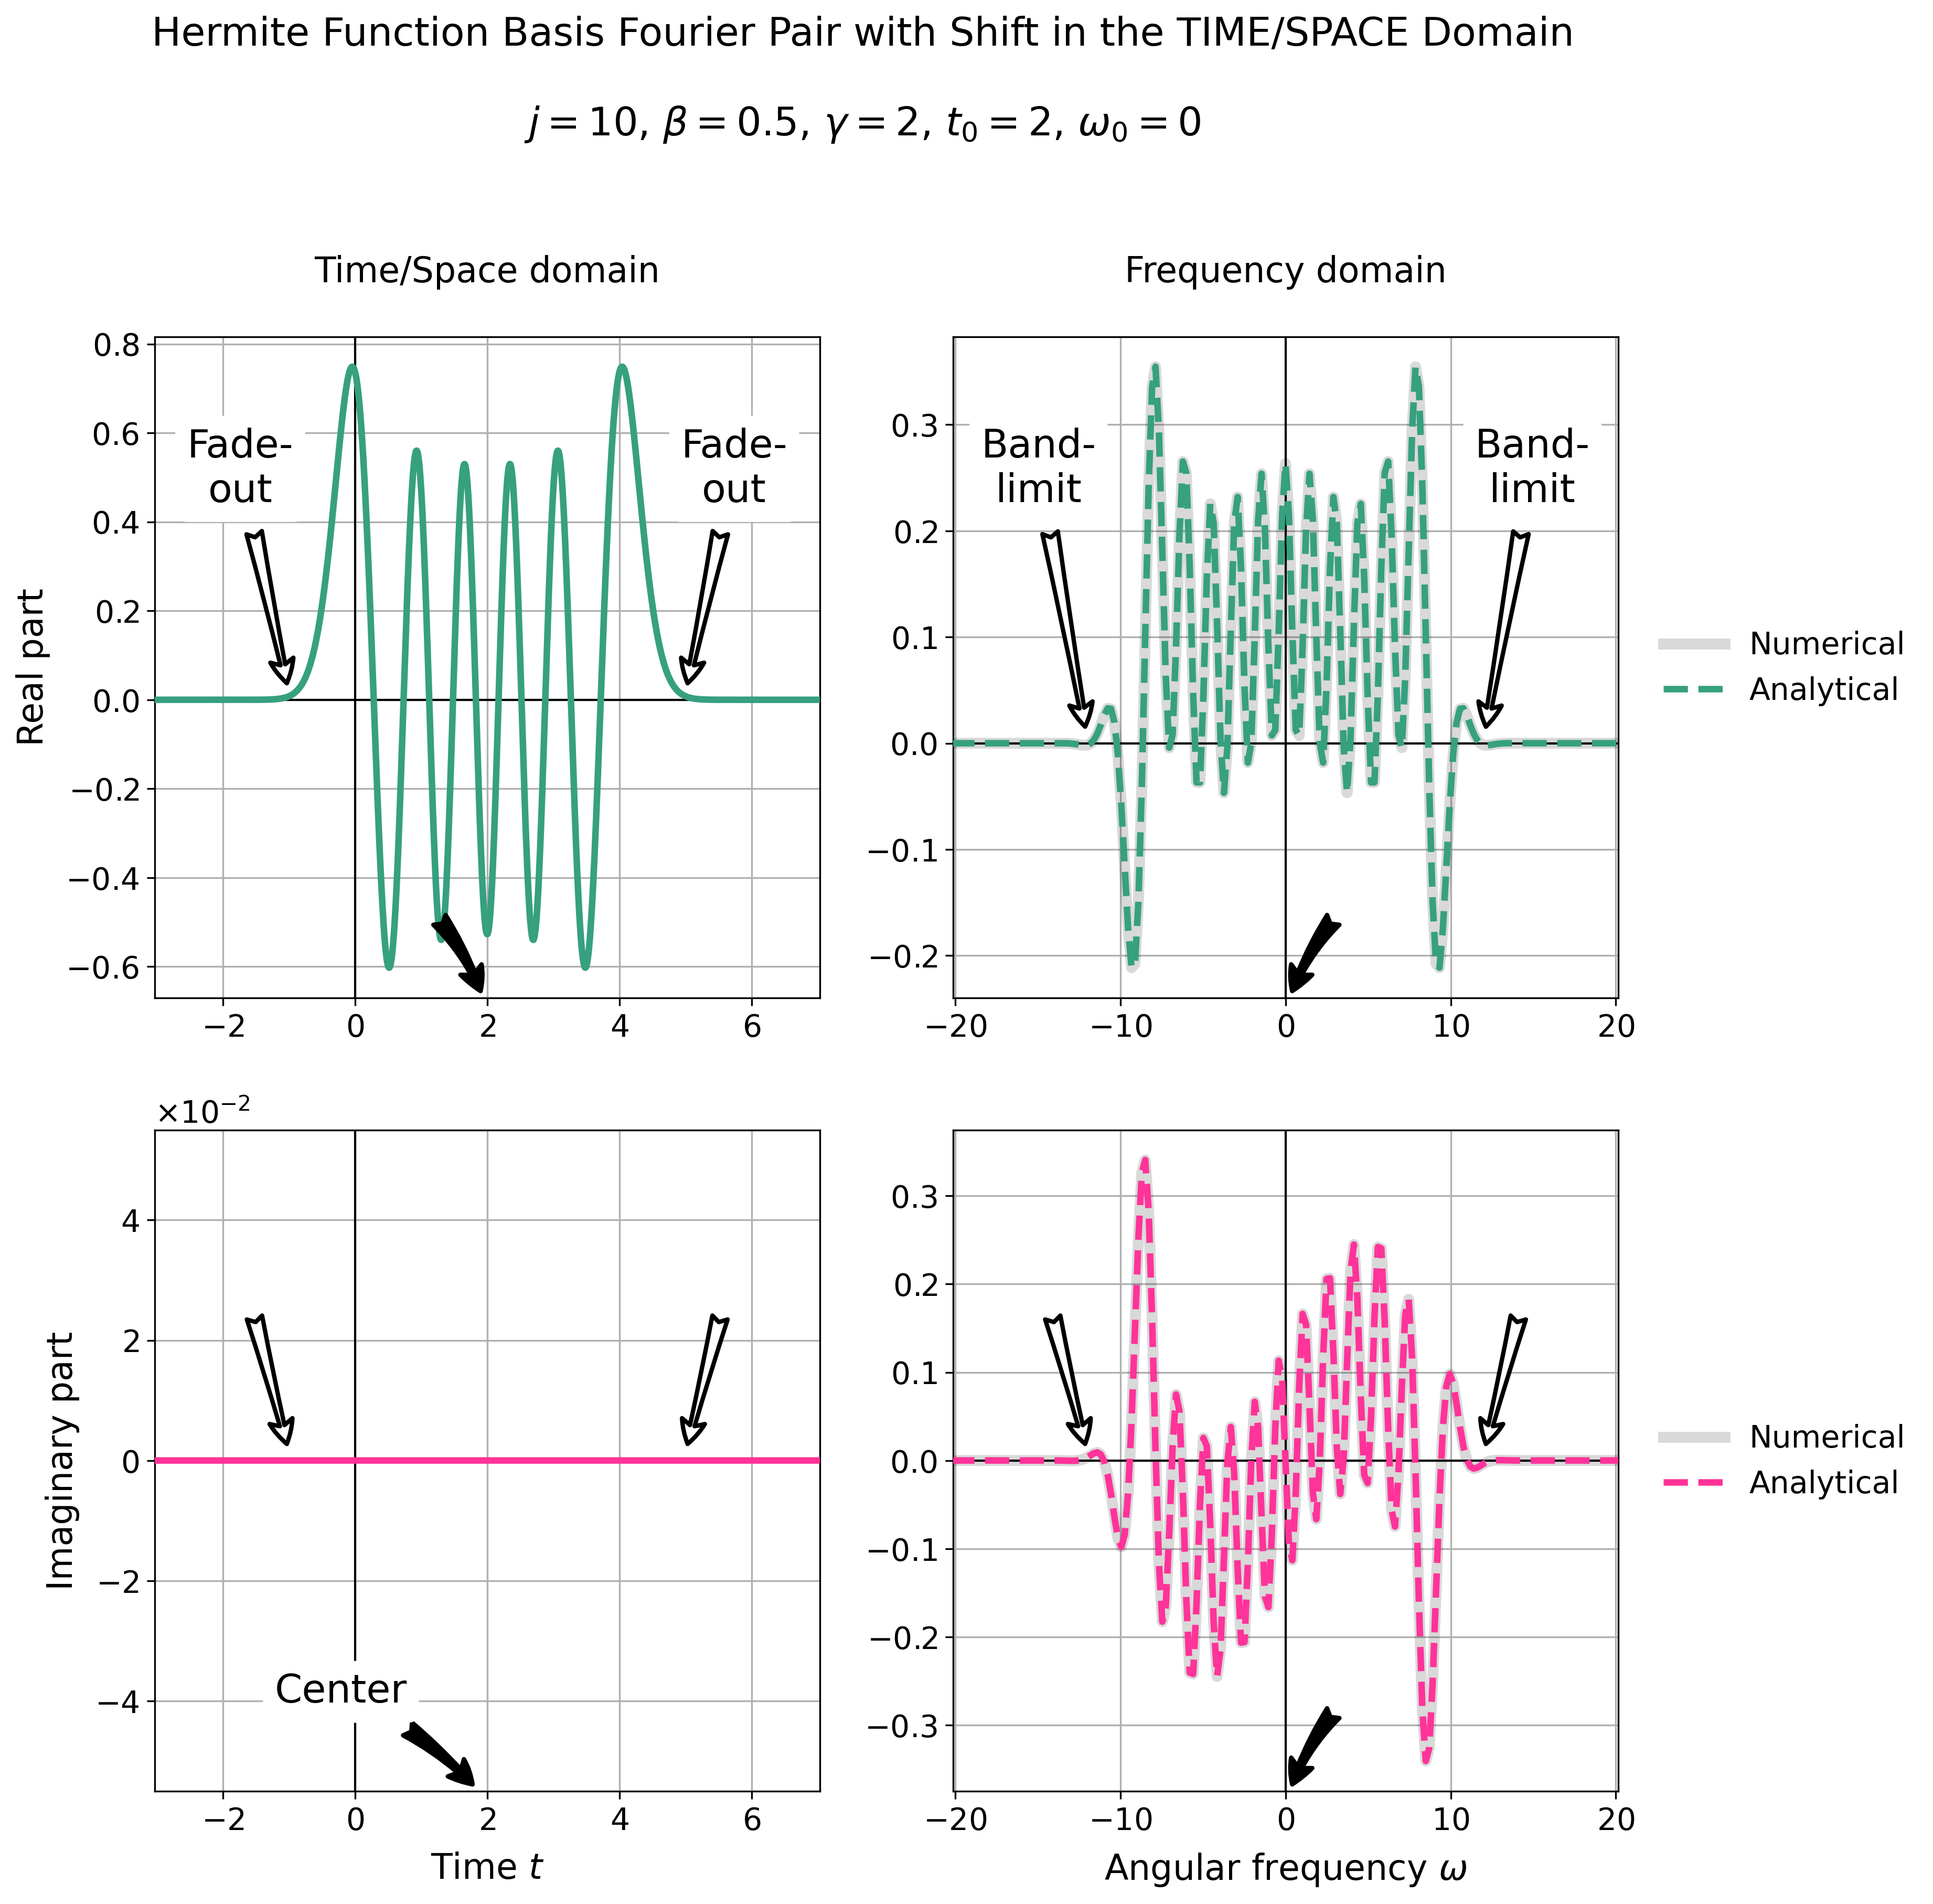 Hermite Function Basis Fourier Pair with Shift in the TIME/SPACE Domain
j = 10, β = 0.5, γ = 2, t₀ = 2, ω₀ = 0
Time/Space domain
Frequency domain
Real part
0.8
0.6
0.4
0.2
0.0
−0.2
−0.4
−0.6
Fade-
out
Fade-
out
−2
0
2
4
6
0.3
0.2
0.1
0.0
−0.1
−0.2
Band-
limit
Band-
limit
−20
−10
0
10
20
Numerical
Analytical
Imaginary part
×10⁻²
4
2
0
−2
−4
Center
−2
0
2
4
6
Time t
0.3
0.2
0.1
0.0
−0.1
−0.2
−0.3
−20
−10
0
10
20
Angular frequency ω
Numerical
Analytical